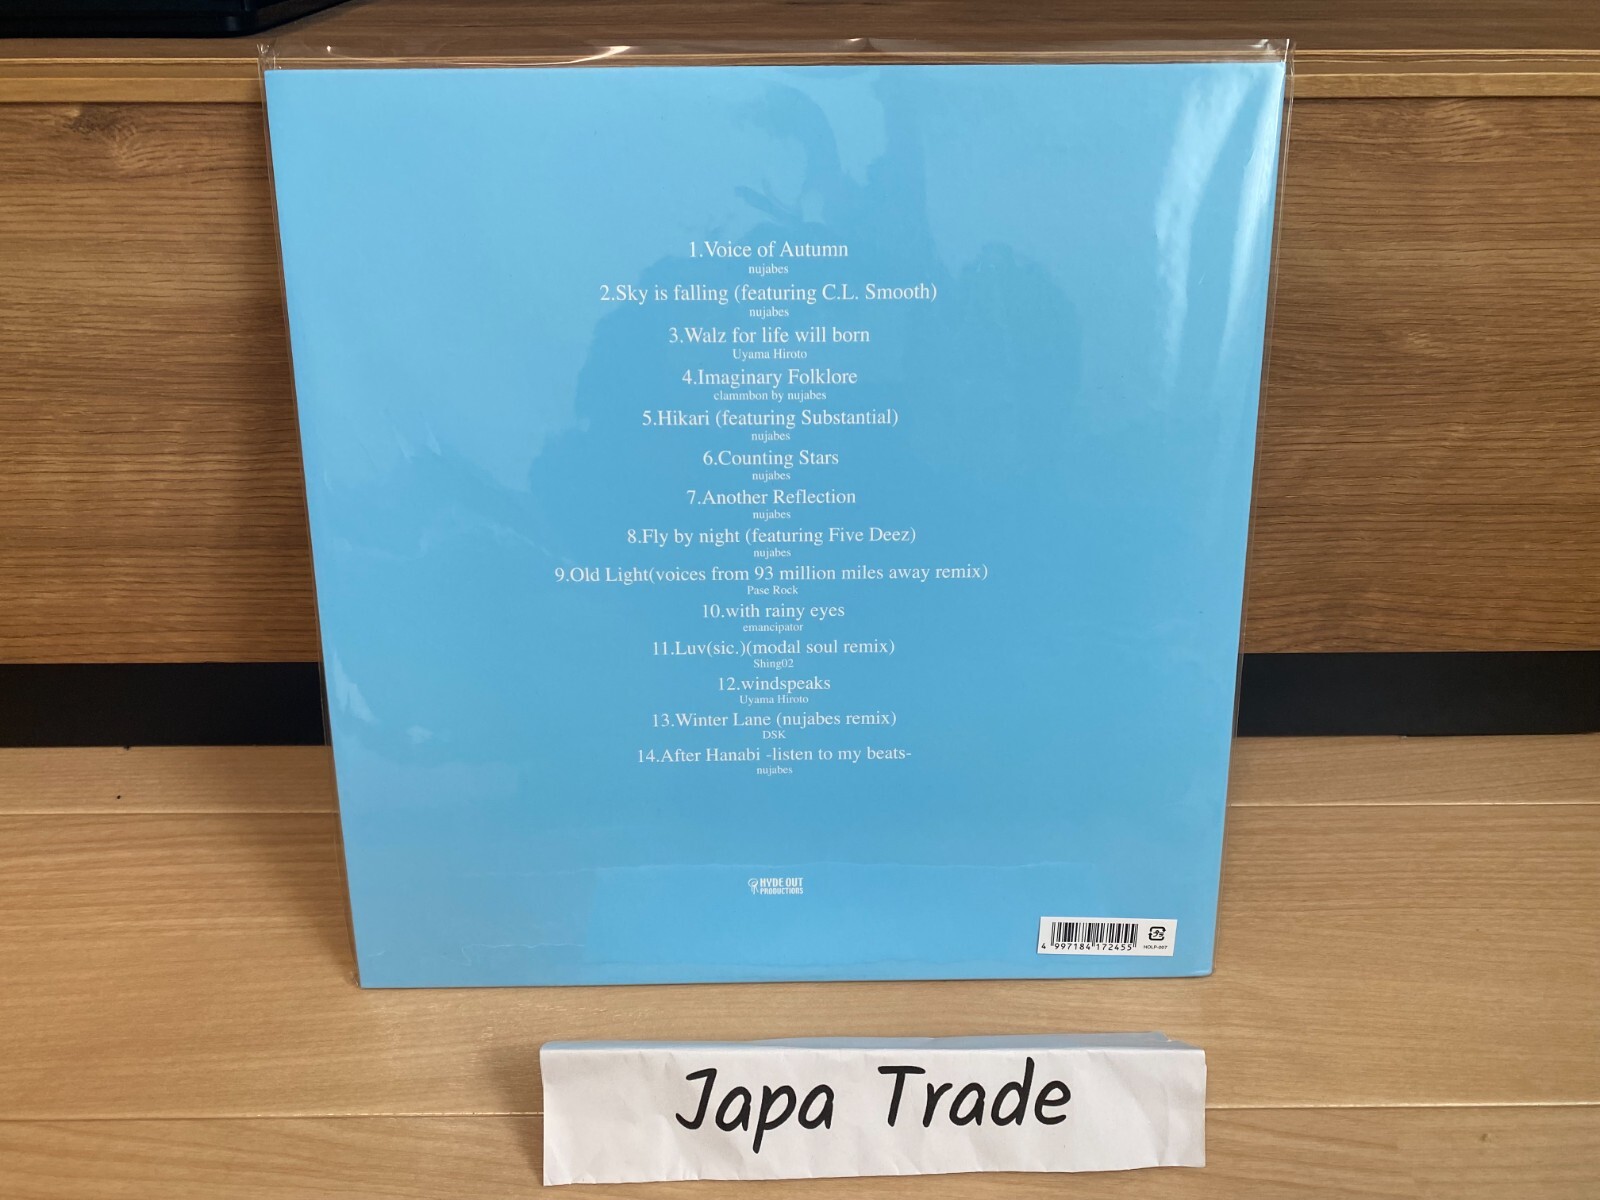 1.Voice of Autumn
nujabes
2.Sky is falling (featuring C.L. Smooth)
nujabes
3.Walz for life will born
Uyama Hiroto
4.Imaginary Folklore
clammbon by nujabes
5.Hikari (featuring Substantial)
nujabes
6.Counting Stars
nujabes
7.Another Reflection
nujabes
8.Fly by night (featuring Five Deez)
nujabes
9.Old Light(voices from 93 million miles away remix)
Pase Rock
10.with rainy eyes
emancipator
11.Luv(sic.)(modal soul remix)
Shing02
12.windspeaks
Uyama Hiroto
13.Winter Lane (nujabes remix)
DSK
14.After Hanabi -listen to my beats-
nujabes
HYDE OUT
PRODUCTIONS
4 997184 172455
HOLP-007
Japa Trade